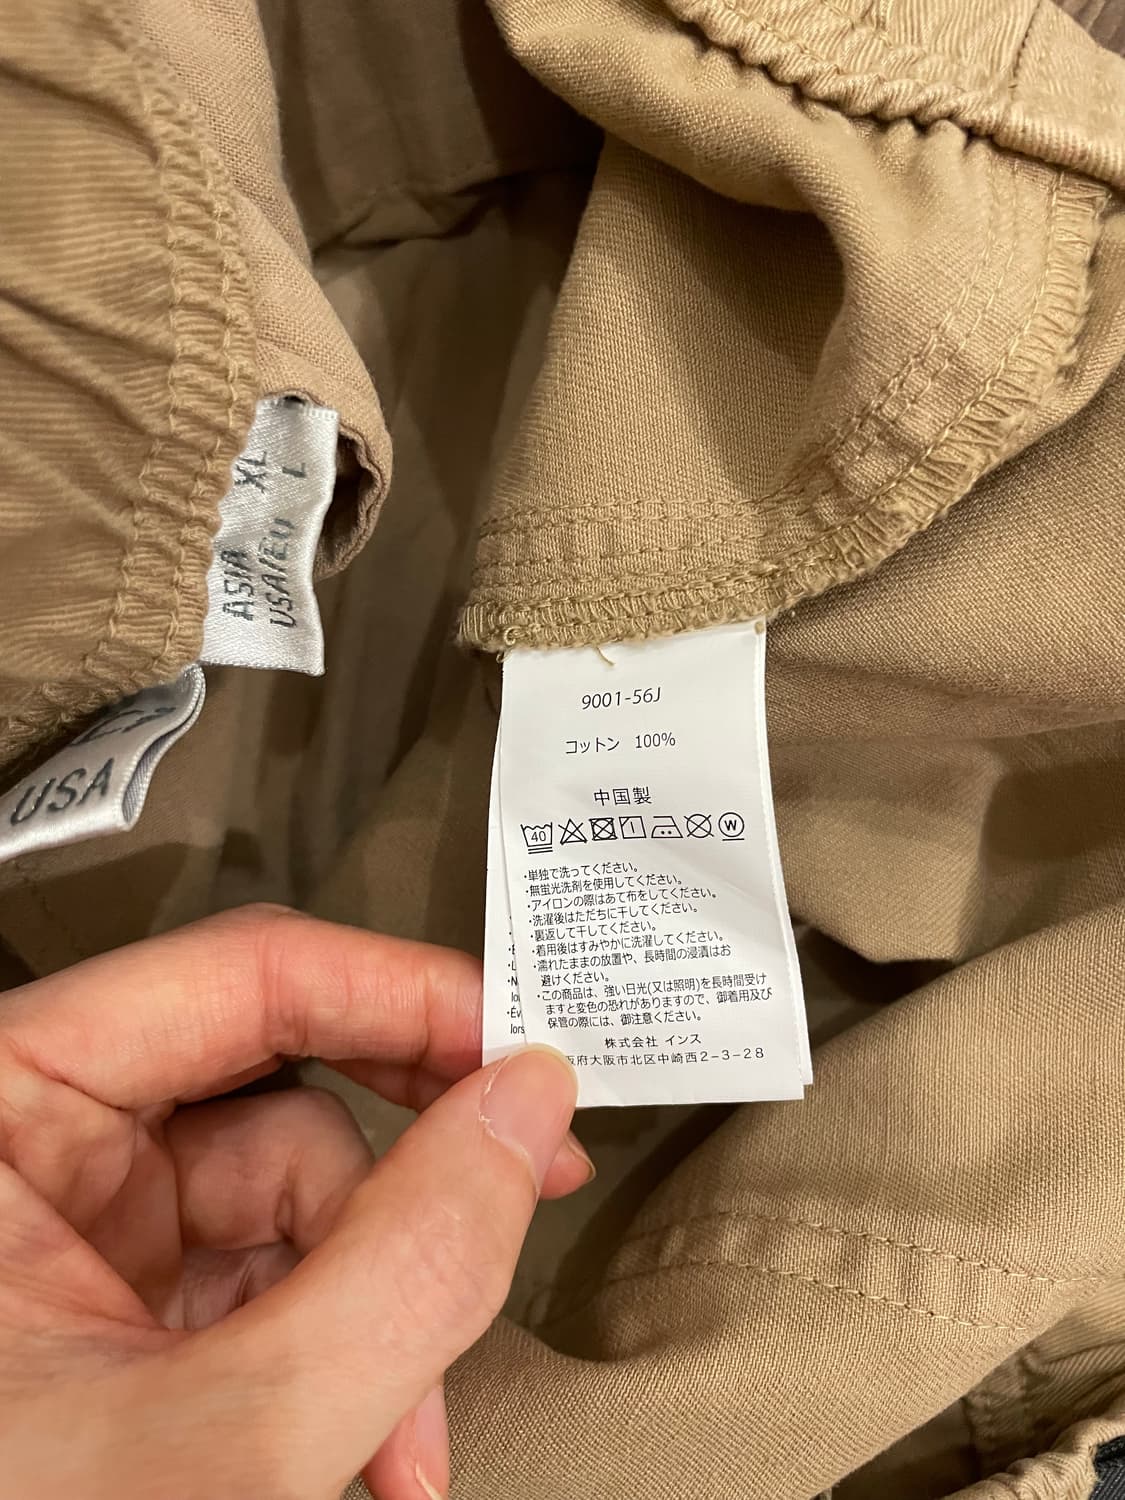 ASIA XL
USA/EU L
USA
9001-56J
コットン 100%
中国製
40
W
・単独で洗ってください。
・無蛍光洗剤を使用してください。
・アイロンの際はあて布をしてください。
・洗濯後はただちに干してください。
・裏返して干してください。
・着用後はすみやかに洗濯してください。
・濡れたままの放置や、長時間の浸漬はお
避けください。
・この商品は、強い日光(又は照明)を長時間受け
ますと変色の恐れがありますので、御着用及び
保管の際には、御注意ください。
株式会社 インス
阪府大阪市北区中崎西2-3-28